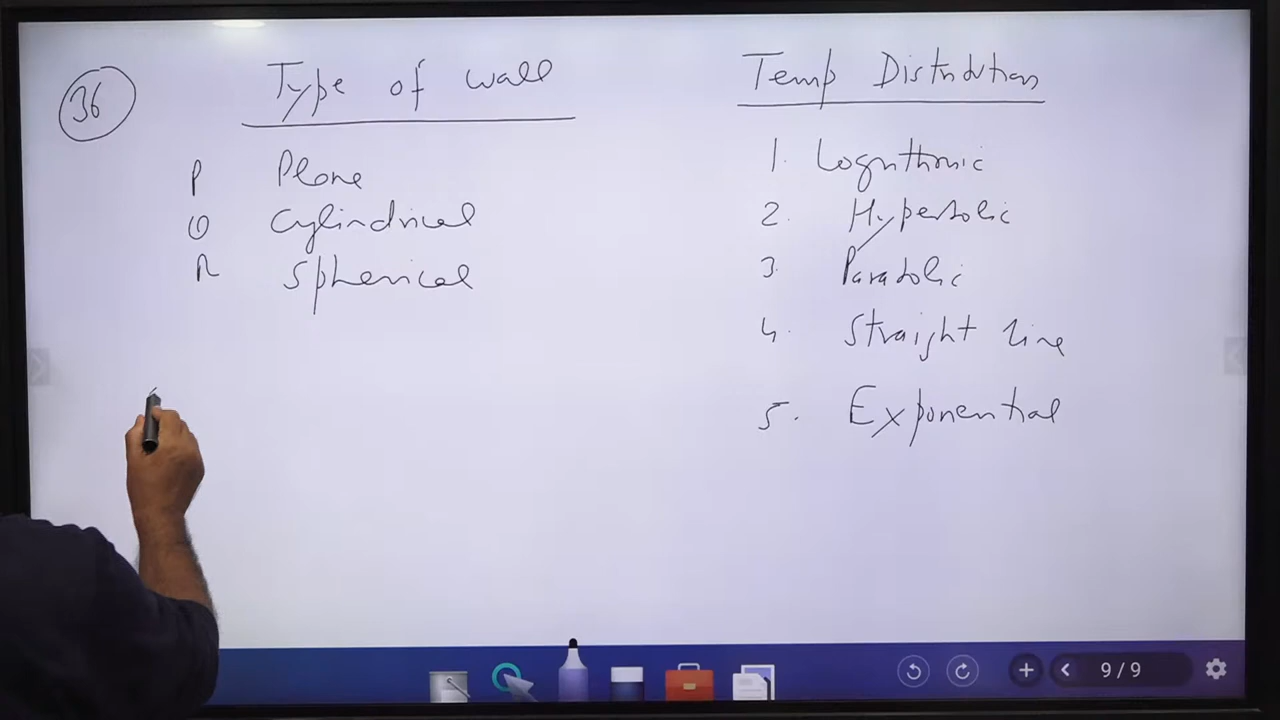 36
Type of wall
Temp Distribution
P Plane
Q Cylindrical
R Spherical
1. Logrithmic
2. Hyperbolic
3. Parabolic
4. Straight line
5. Exponential
9/9